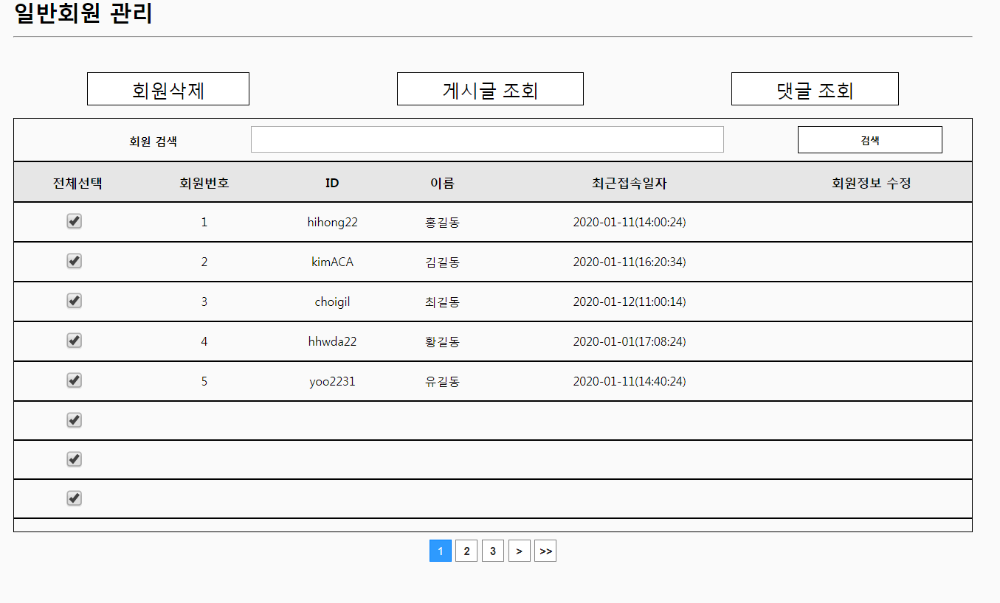 일반회원 관리
회원삭제 게시글 조회 댓글 조회
회원 검색 검색
전체선택 회원번호 ID 이름 최근접속일자 회원정보 수정
1 hihong22 홍길동 2020-01-11(14:00:24)
2 kimACA 김길동 2020-01-11(16:20:34)
3 choigil 최길동 2020-01-12(11:00:14)
4 hhwda22 황길동 2020-01-01(17:08:24)
5 yoo2231 유길동 2020-01-11(14:40:24)
1 2 3 > >>